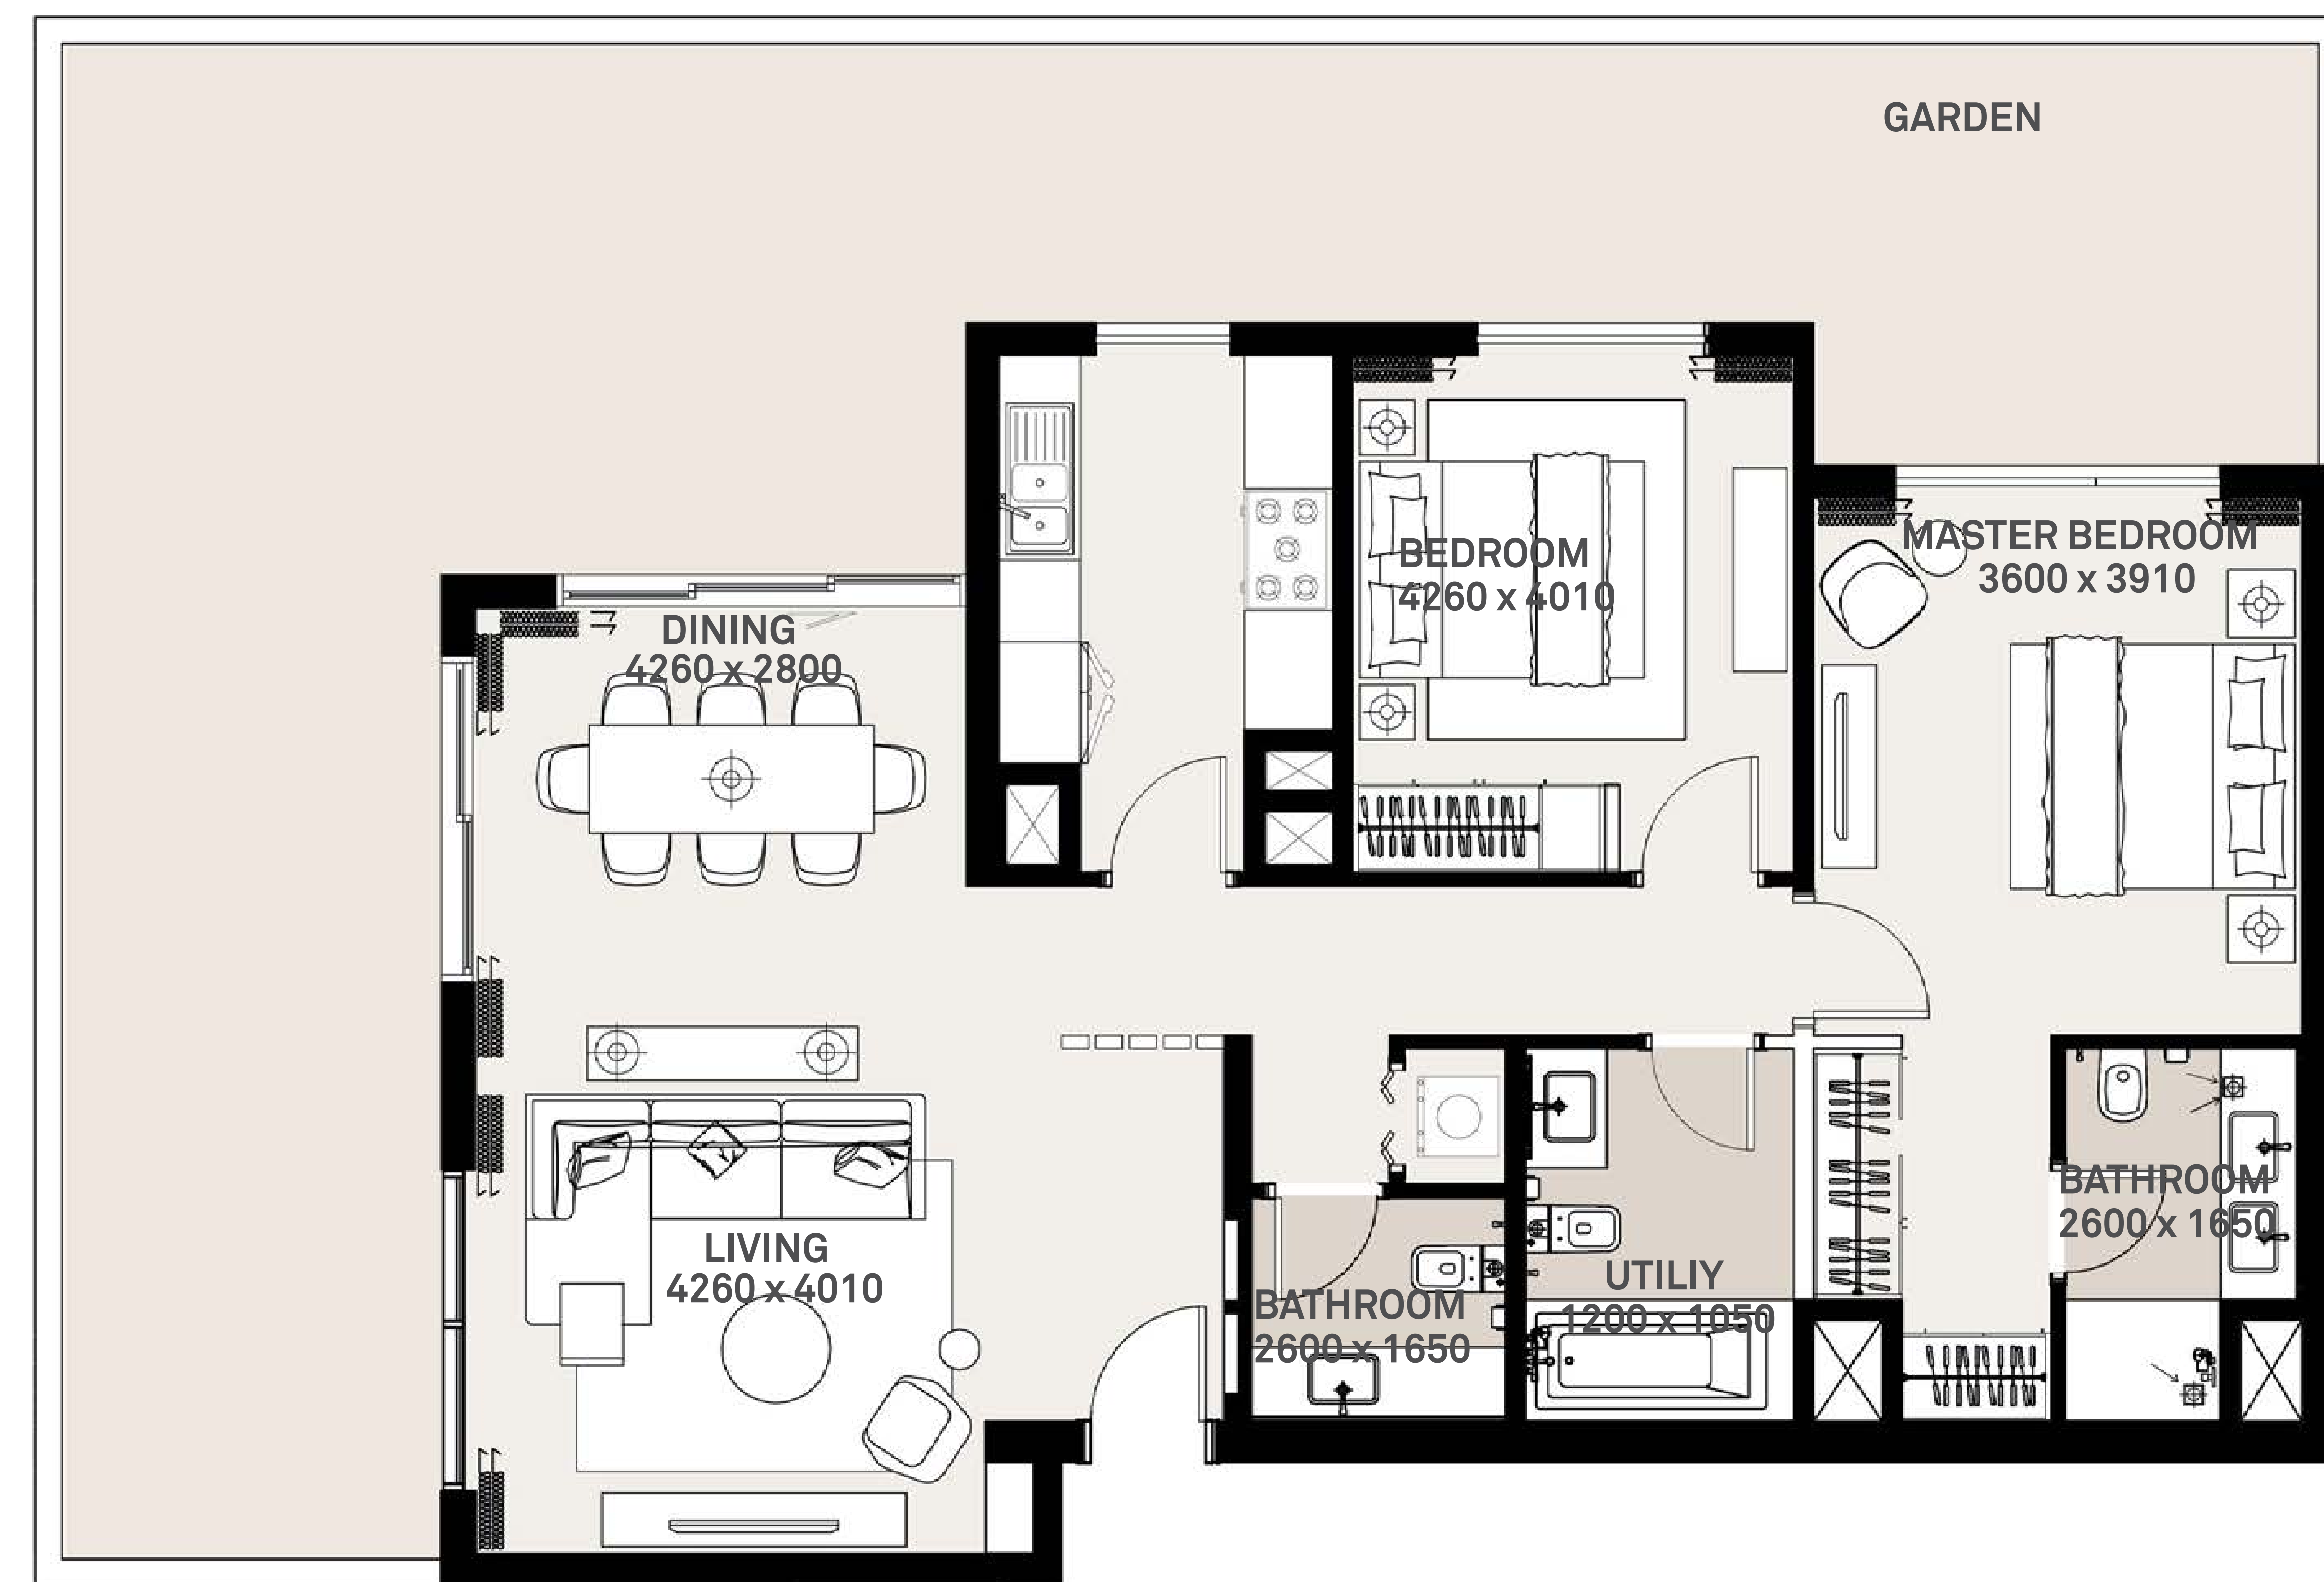 GARDEN
MASTER BEDROOM
3600 x 3910
BEDROOM
4260 x 4010
DINING
4260 x 2800
BATHROOM
2600 x 1650
LIVING
4260 x 4010
UTILIY
1200 x 1050
BATHROOM
2600 x 1650